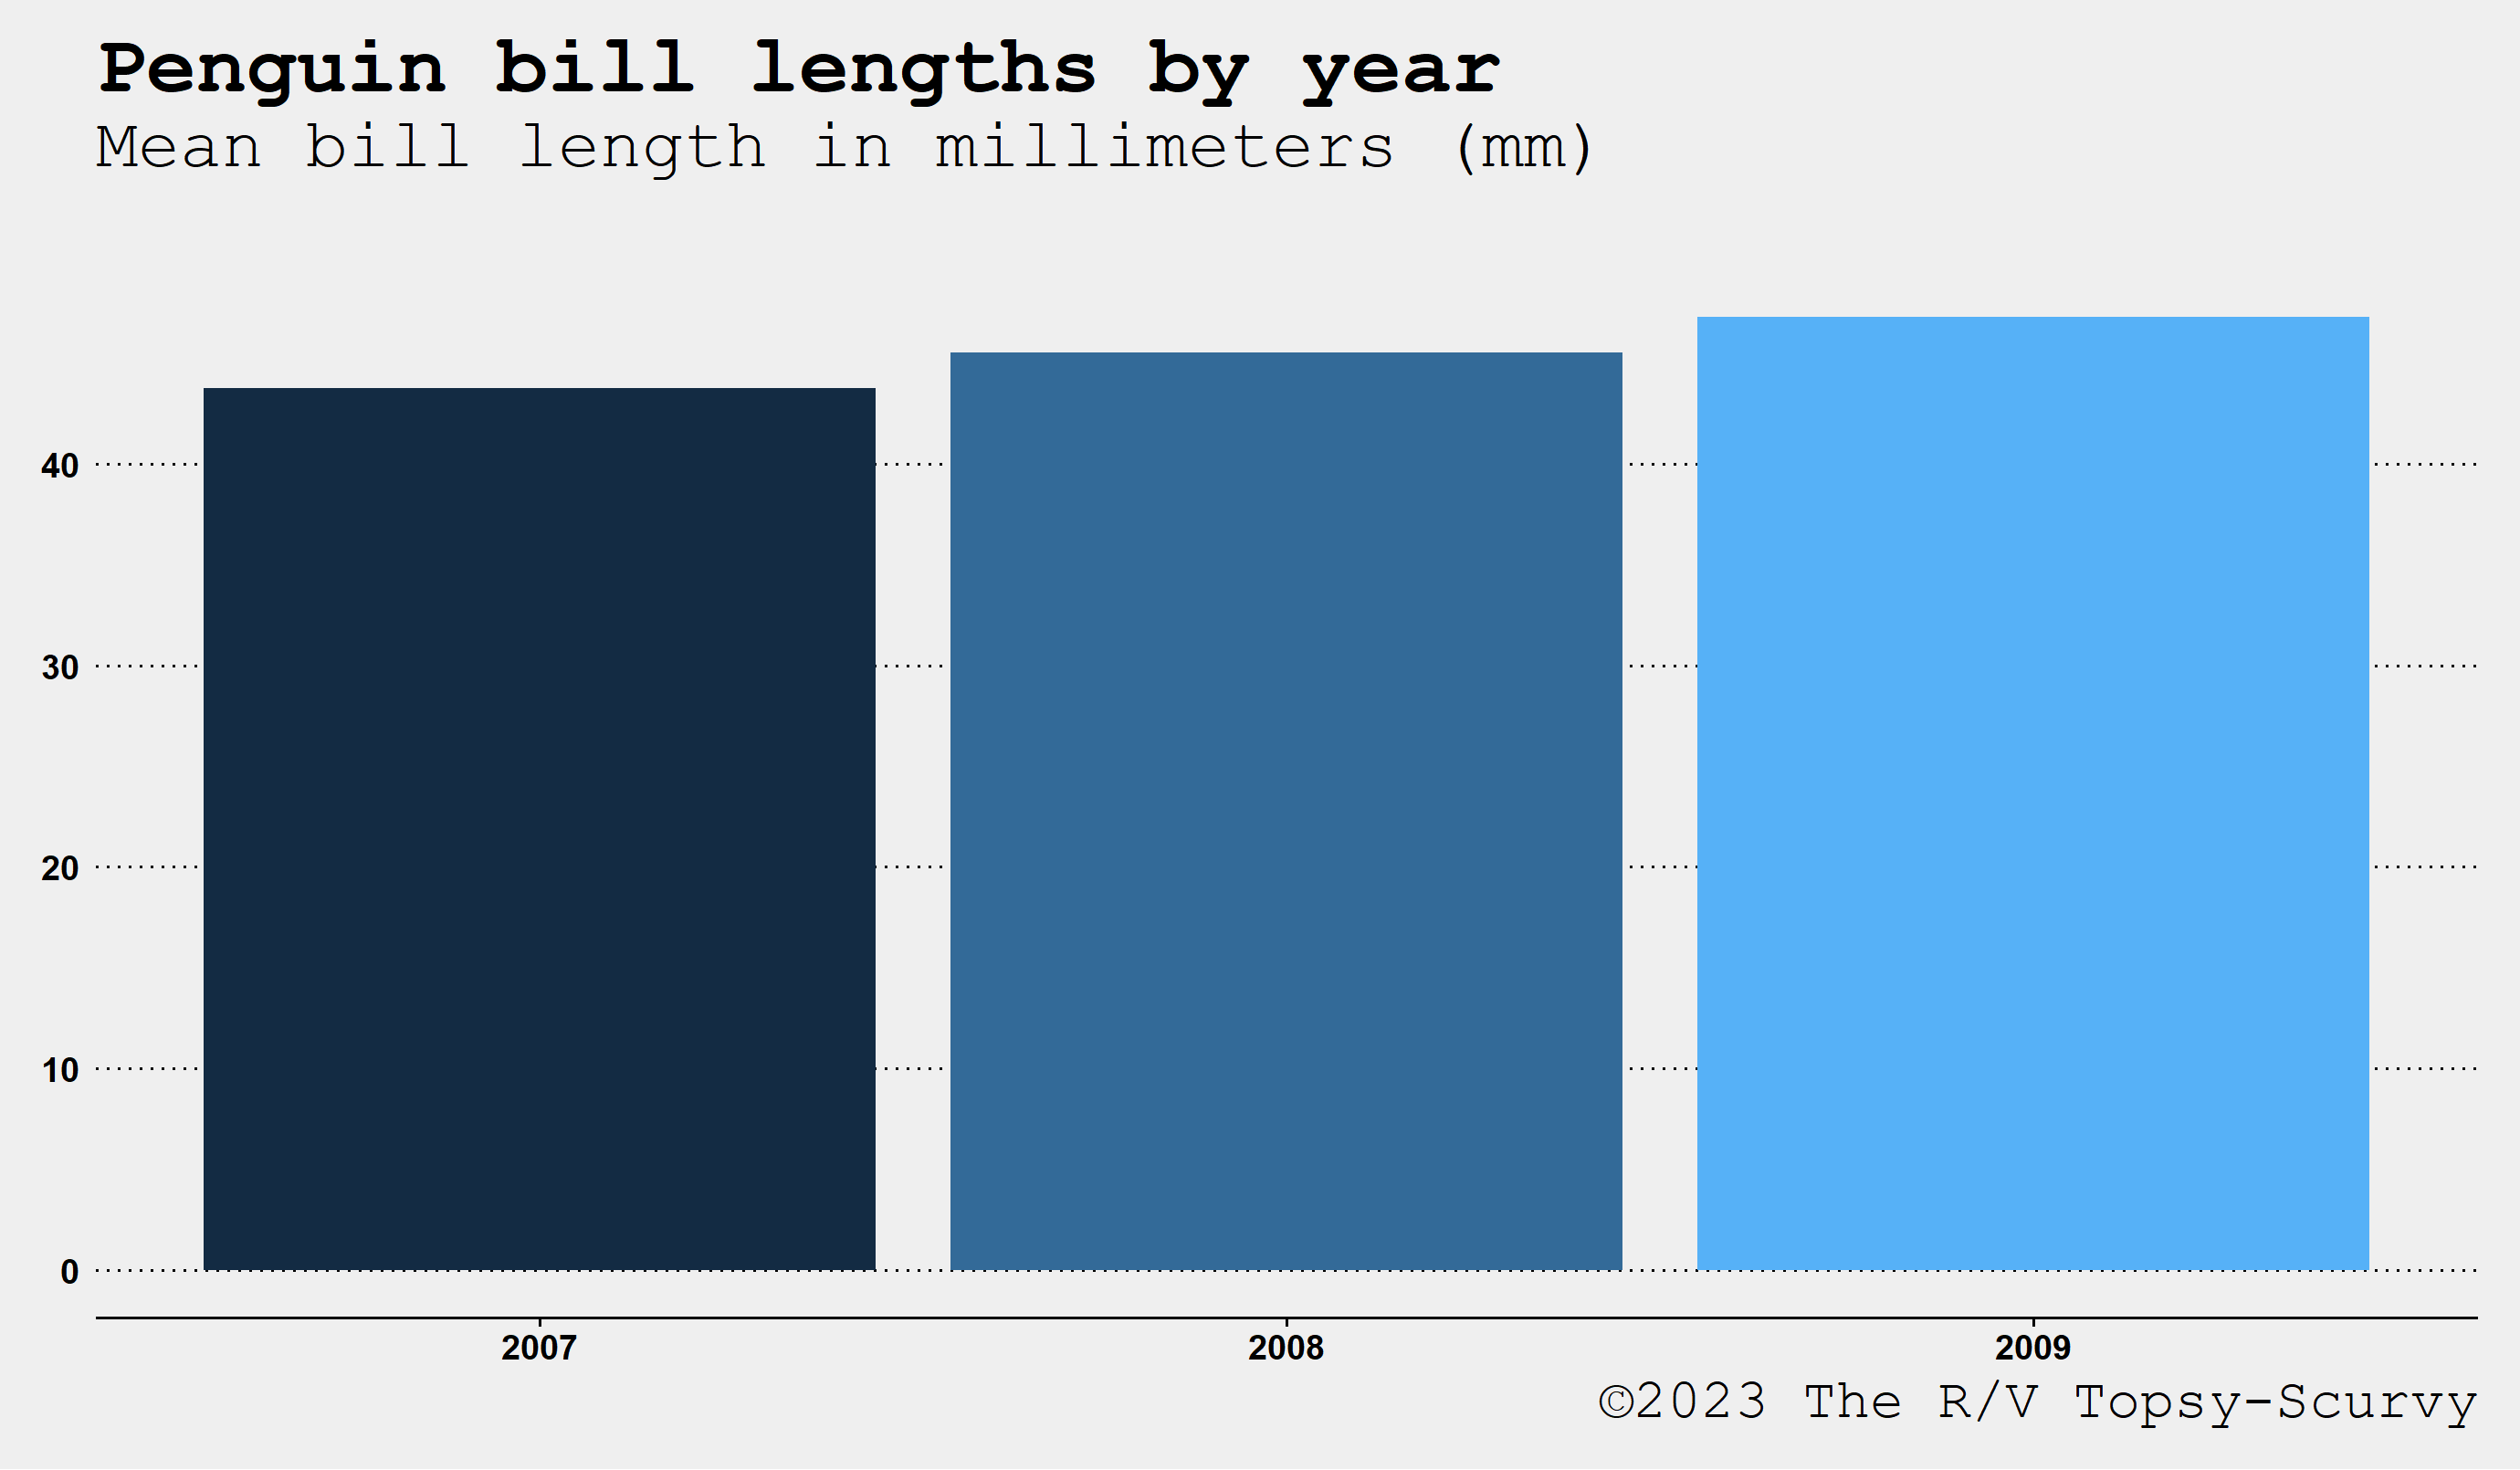 Penguin bill lengths by year
Mean bill length in millimeters (mm)
40
30
20
10
0
2007 2008 2009
©2023 The R/V Topsy-Scurvy